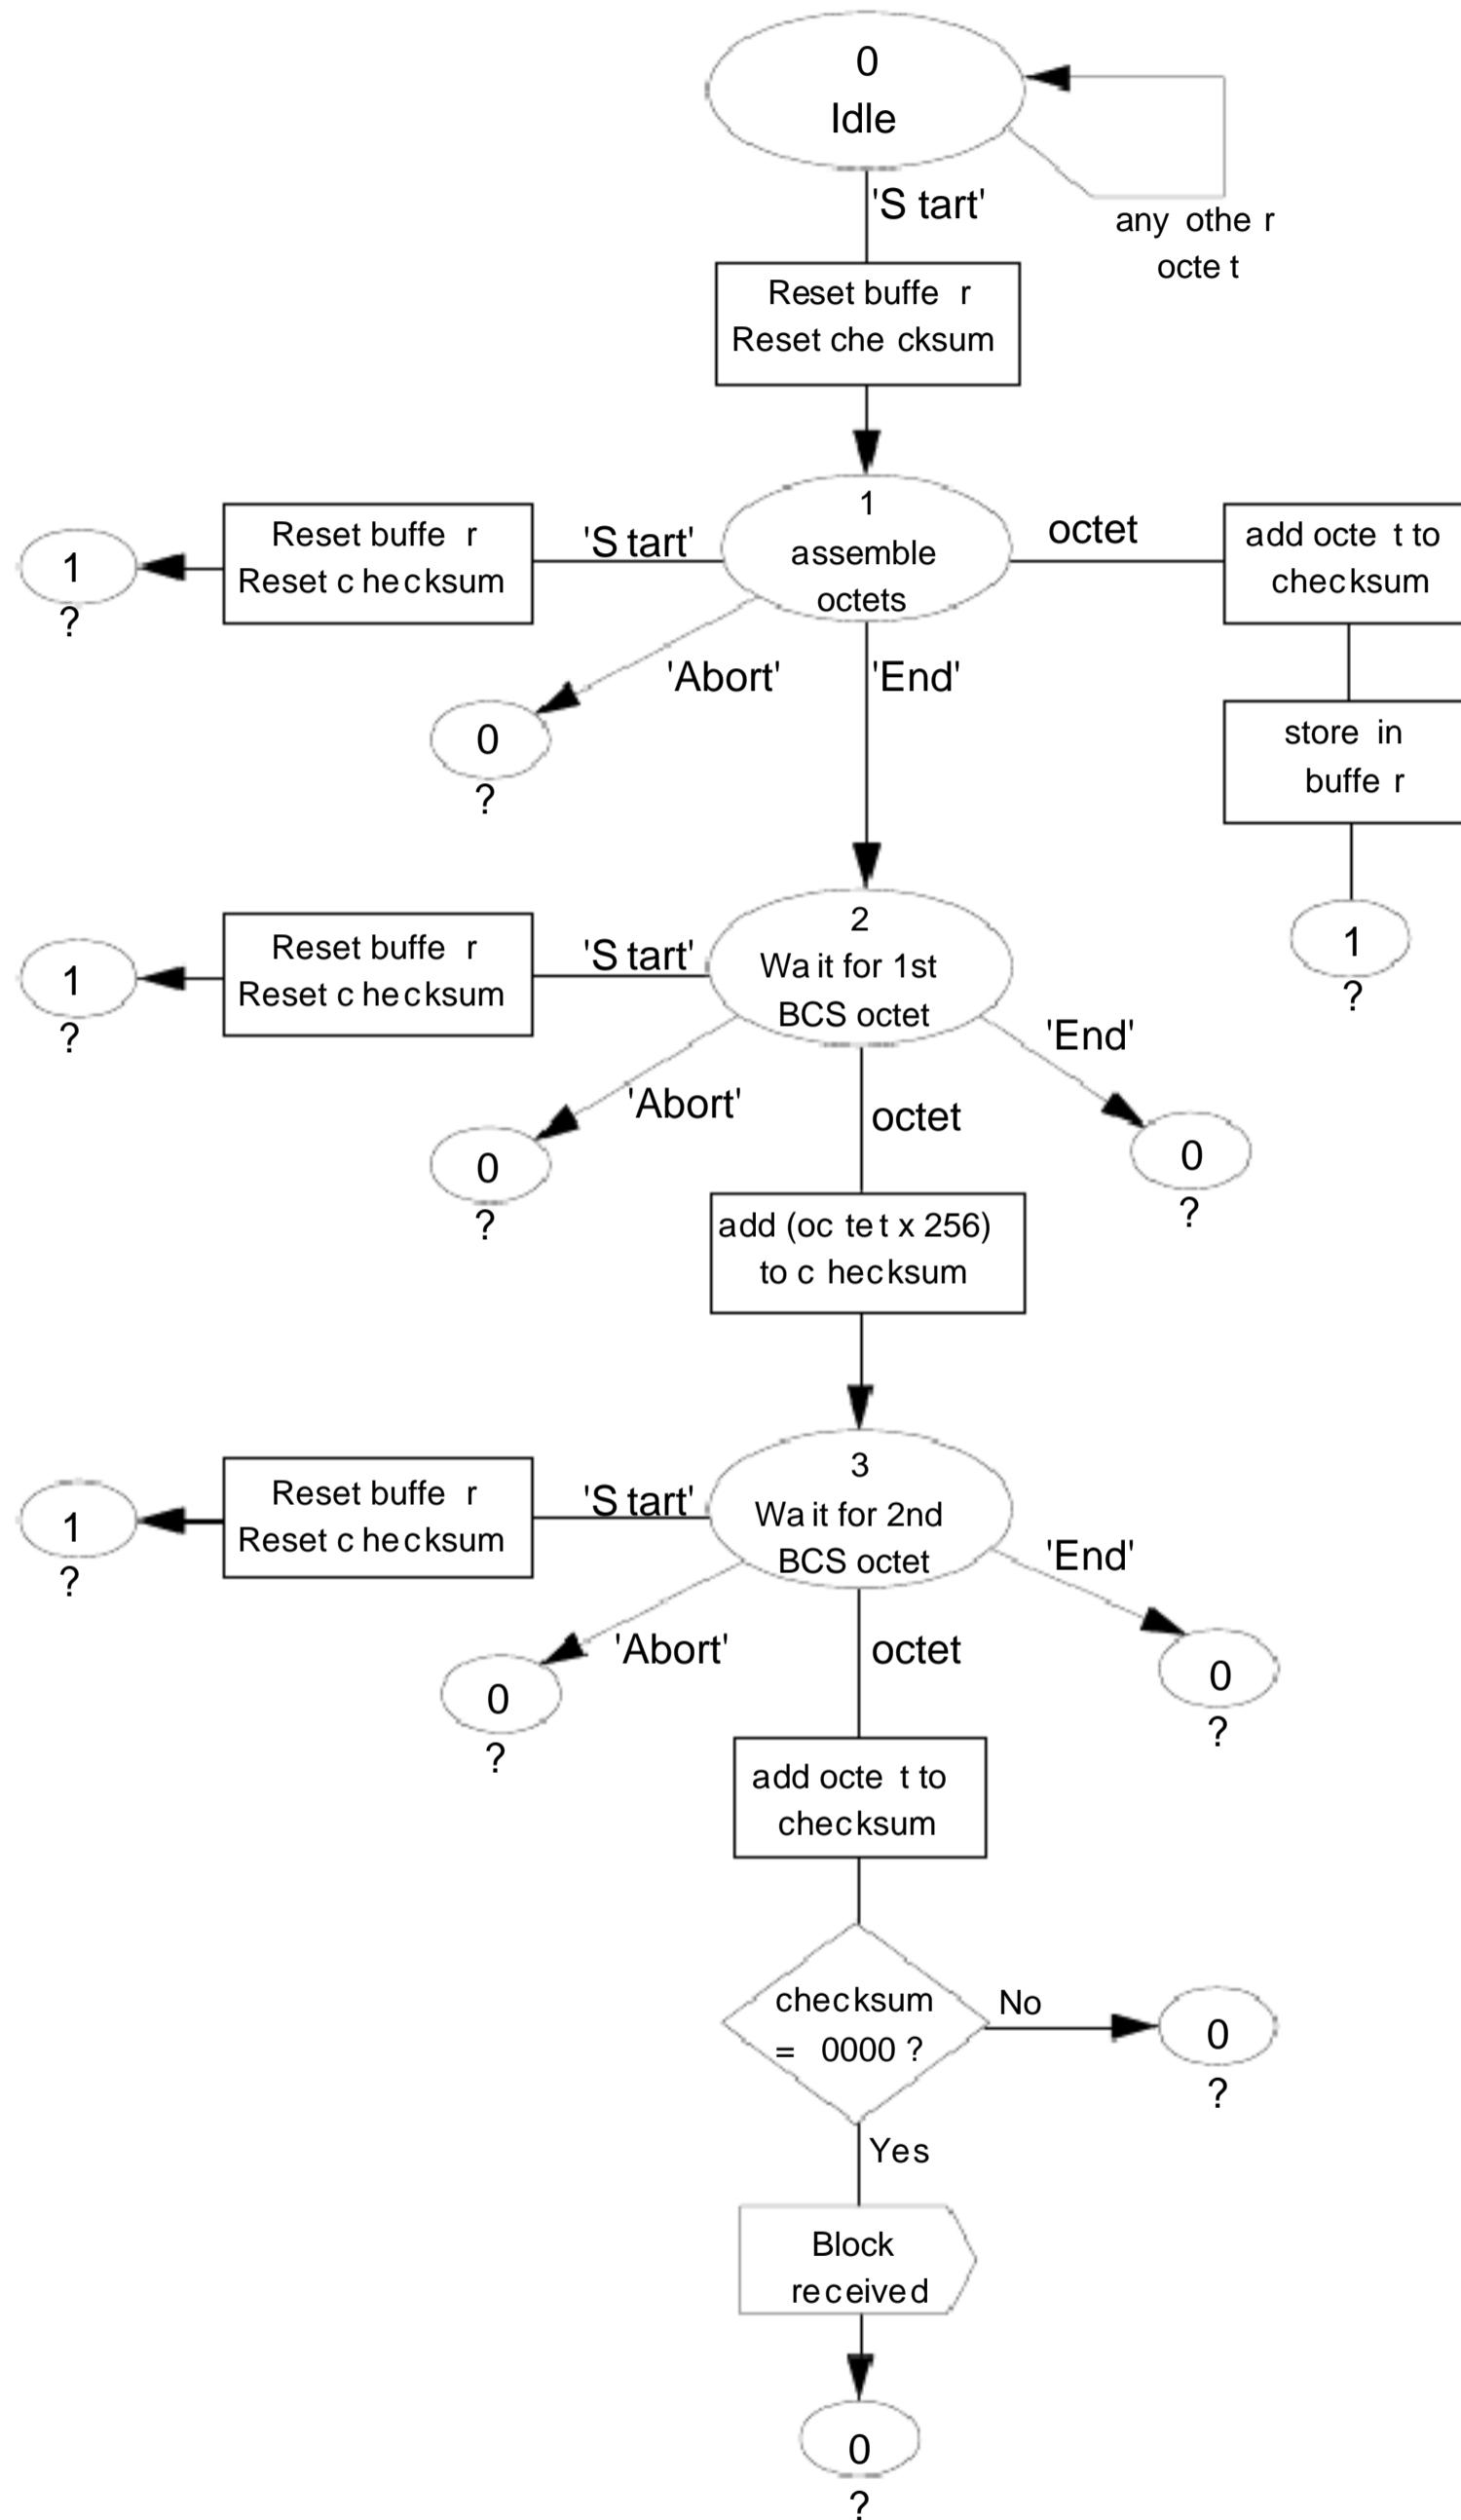 0
Idle
'Start'
any other
octet
Reset buffer
Reset checksum
1
assemble
octets
'Start'
Reset buffer
Reset checksum
1
?
octet
add octet to
checksum
store in
buffer
1
?
'Abort'
0
?
'End'
2
Wait for 1st
BCS octet
'Start'
Reset buffer
Reset checksum
1
?
'Abort'
0
?
'End'
0
?
octet
add (octet x 256)
to checksum
3
Wait for 2nd
BCS octet
'Start'
Reset buffer
Reset checksum
1
?
'Abort'
0
?
'End'
0
?
octet
add octet to
checksum
checksum
= 0000 ?
No
0
?
Yes
Block
received
0
?